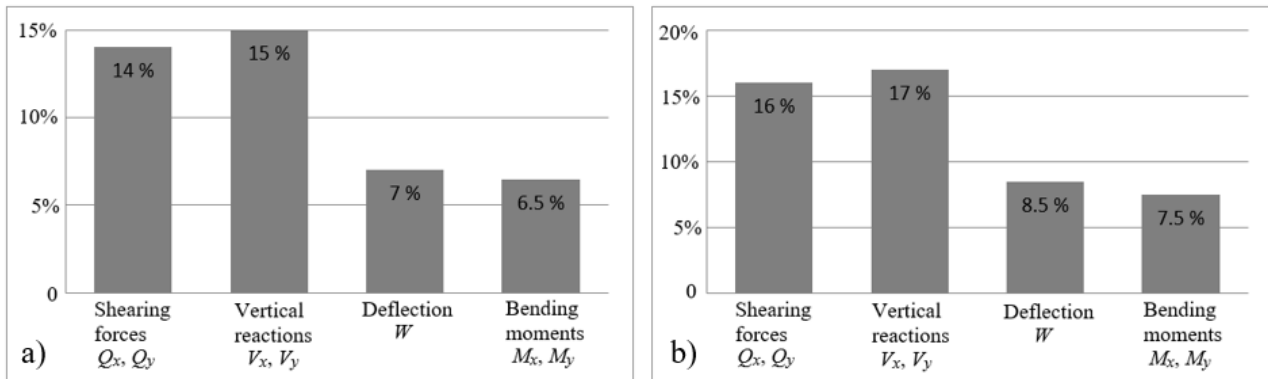 15%
10%
5%
0
14 %
15 %
7 %
6.5 %
Shearing
forces
Qx, Qy
Vertical
reactions
Vx, Vy
Deflection
W
Bending
moments
Mx, My
a)
20%
15%
10%
5%
0
16 %
17 %
8.5 %
7.5 %
Shearing
forces
Qx, Qy
Vertical
reactions
Vx, Vy
Deflection
W
Bending
moments
Mx, My
b)